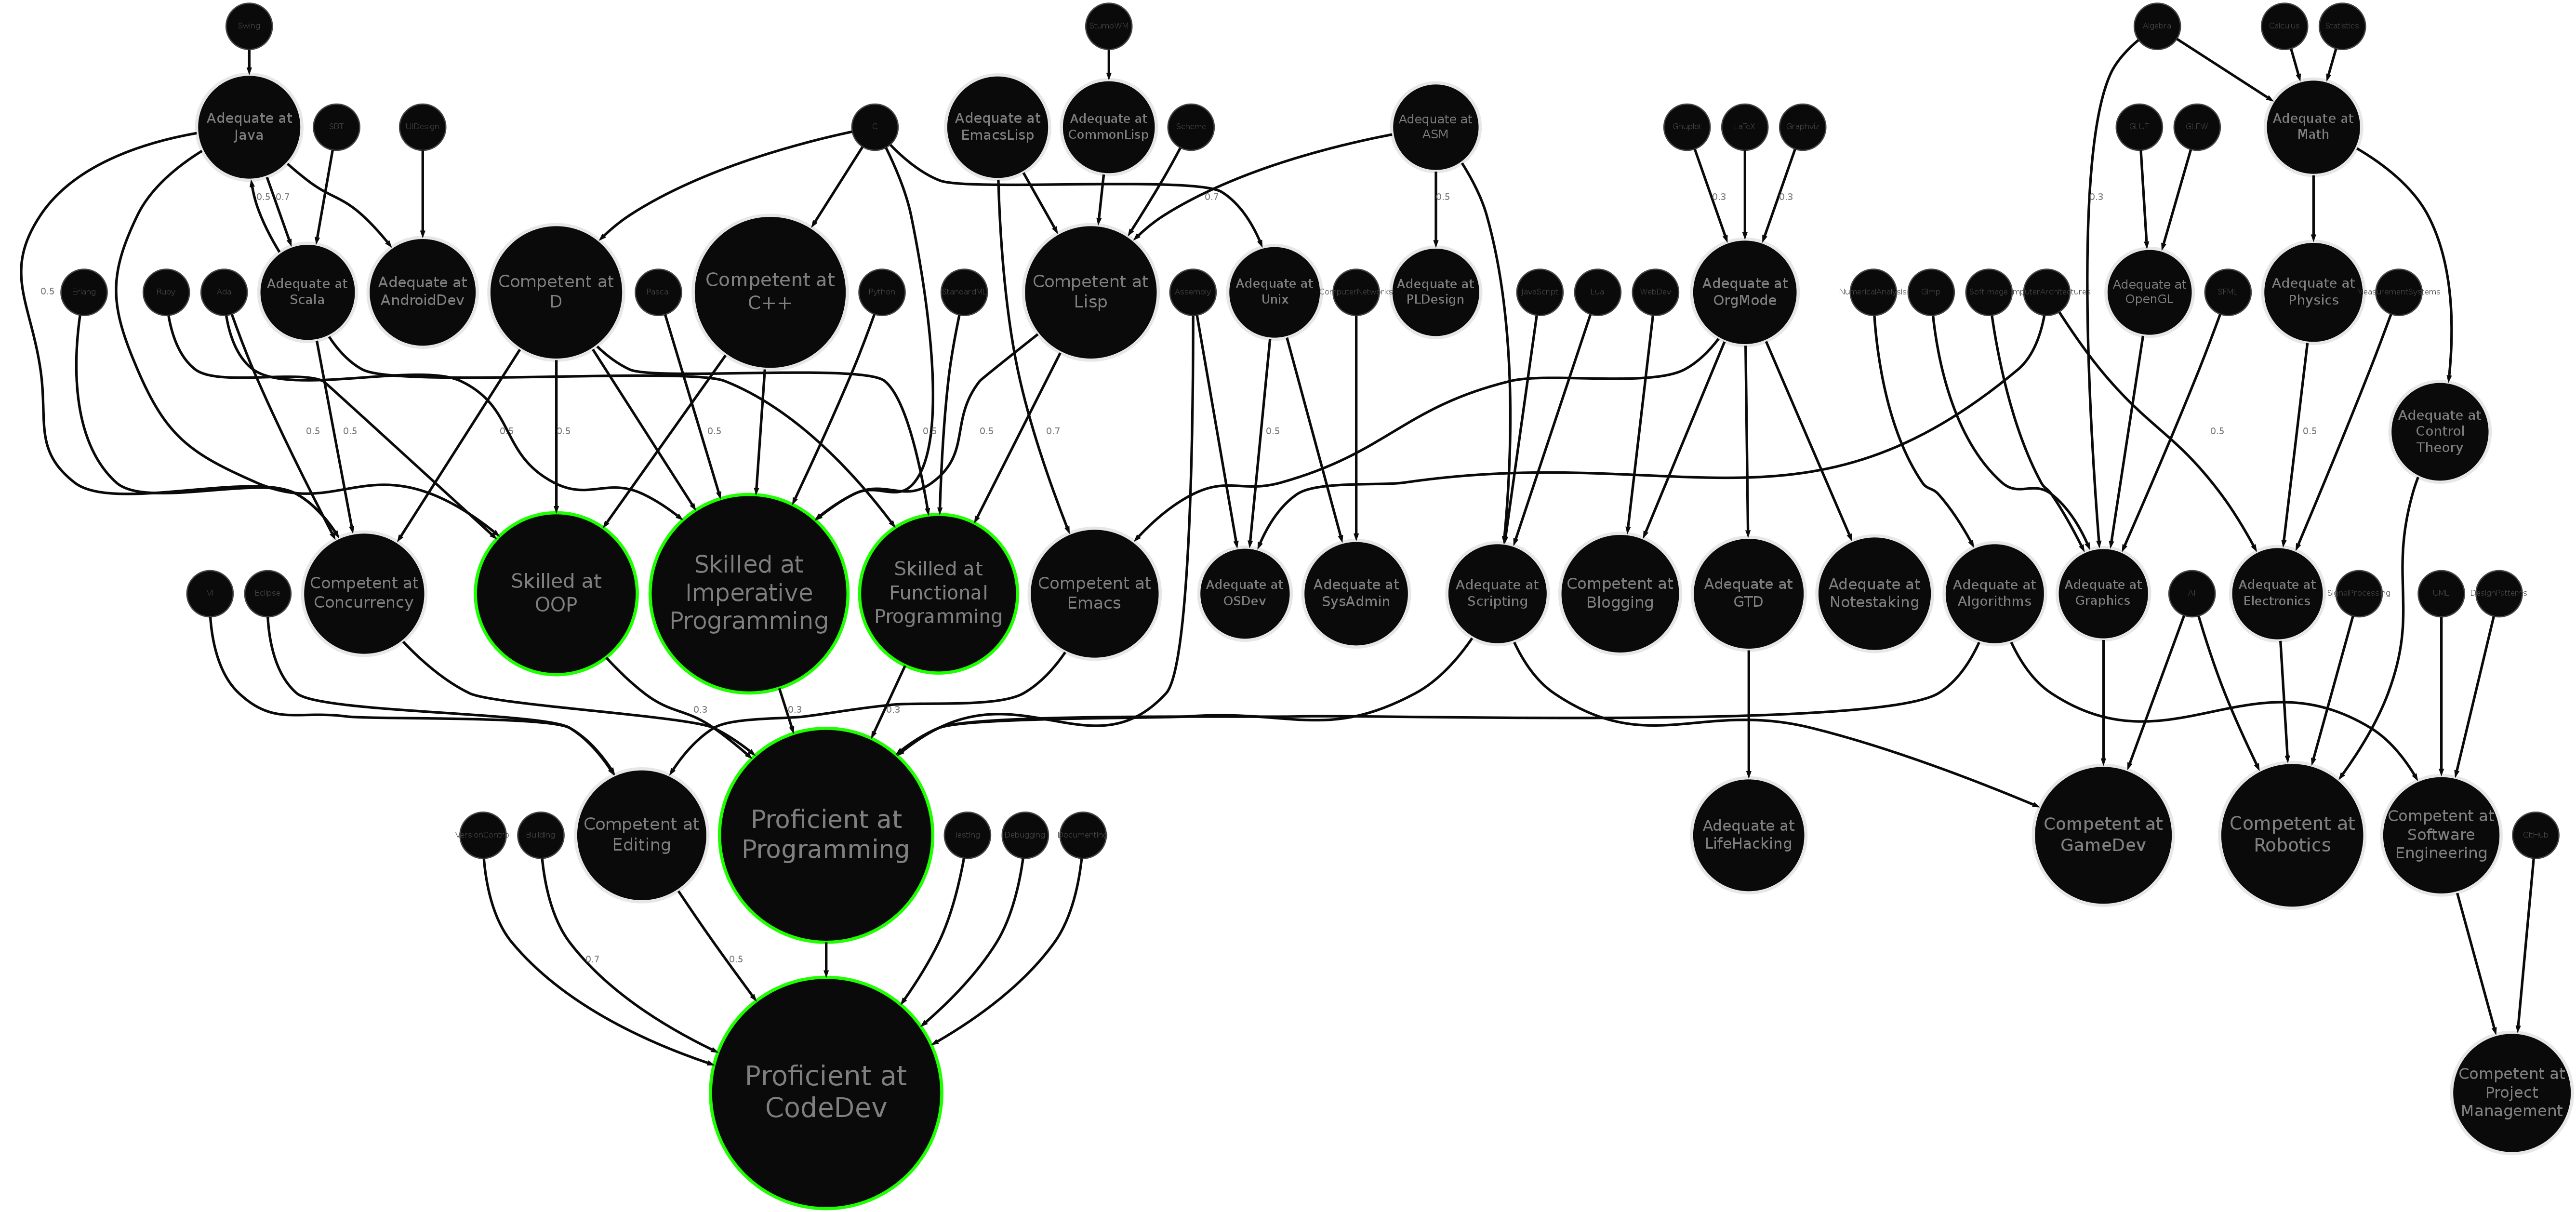 Swing
StumpWM
Algebra
Calculus
Statistics
Adequate at
Java
SBT
UIDesign
C
Adequate at
EmacsLisp
Adequate at
CommonLisp
Scheme
Adequate at
ASM
Gnuplot
LaTeX
Graphviz
GLUT
GLFW
Adequate at
Math
0.5
0.7
0.7
0.5
0.3
0.3
0.3
0.5
Erlang
Ruby
Ada
Adequate at
Scala
Adequate at
AndroidDev
Competent at
D
Pascal
Competent at
C++
Python
StandardML
Competent at
Lisp
Assembly
Adequate at
Unix
ComputerNetworks
Adequate at
PLDesign
JavaScript
Lua
WebDev
Adequate at
OrgMode
NumericalAnalysis
Gimp
SoftImage
mputerArchitectures
Adequate at
OpenGL
SFML
Adequate at
Physics
MeasurementSystems
0.5
0.5
0.5
0.5
0.5
0.5
0.5
0.7
0.5
0.5
0.5
Adequate at
Control
Theory
VI
Eclipse
Competent at
Concurrency
Skilled at
OOP
Skilled at
Imperative
Programming
Skilled at
Functional
Programming
Competent at
Emacs
Adequate at
OSDev
Adequate at
SysAdmin
Adequate at
Scripting
Competent at
Blogging
Adequate at
GTD
Adequate at
Notestaking
Adequate at
Algorithms
Adequate at
Graphics
AI
Adequate at
Electronics
SignalProcessing
UML
DesignPatterns
0.3
0.3
0.3
VersionControl
Building
Competent at
Editing
Proficient at
Programming
Testing
Debugging
Documenting
Adequate at
LifeHacking
Competent at
GameDev
Competent at
Robotics
Competent at
Software
Engineering
GitHub
0.7
0.5
Proficient at
CodeDev
Competent at
Project
Management